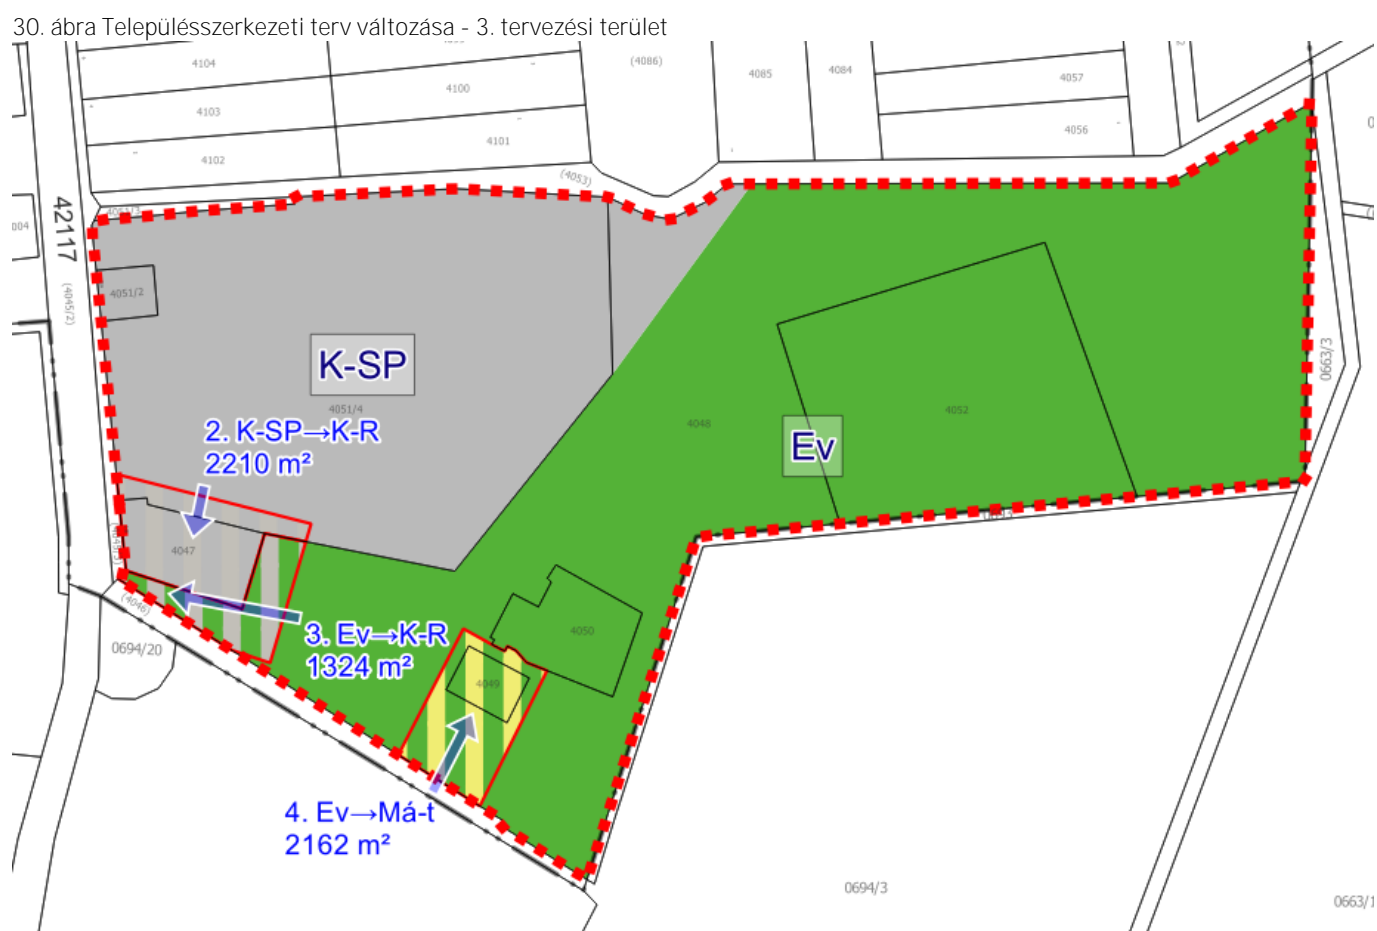 30. ábra Településszerkezeti terv változása - 3. tervezési terület
4104
4103
4102
4100
4101
(4086)
4085
4084
4057
4056
(4053)
42117
(4045/2)
4051/2
K-SP
4051/4
2. K-SP→K-R
2210 m²
4047
(4046)
0694/20
3. Ev→K-R
1324 m²
4048
Ev
4052
4050
4049
4. Ev→Má-t
2162 m²
0663/3
0694/3
0663/1